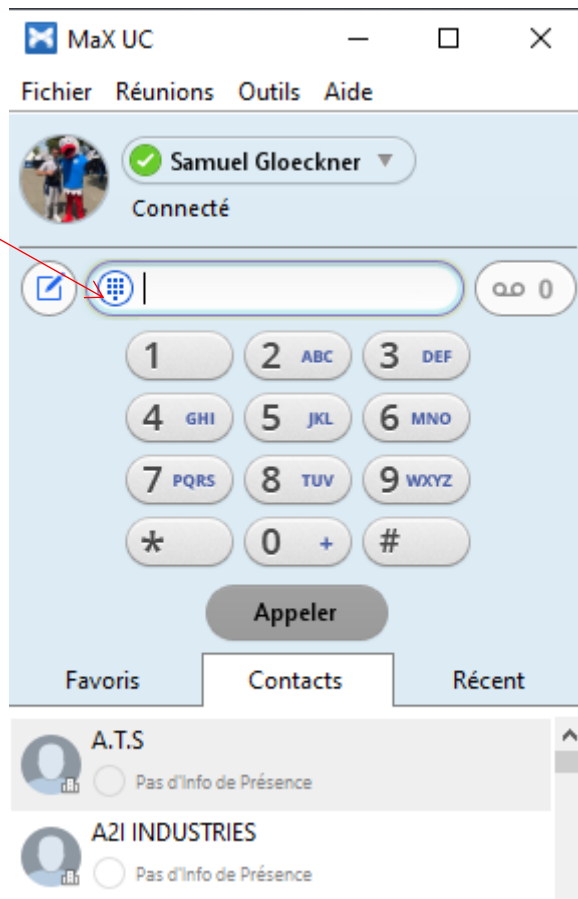 MaX UC
Fichier Réunions Outils Aide
Samuel Gloeckner
Connecté
0
1 2 ABC 3 DEF
4 GHI 5 JKL 6 MNO
7 PQRS 8 TUV 9 WXYZ
* 0 + #
Appeler
Favoris Contacts Récent
A.T.S
Pas d'Info de Présence
A2I INDUSTRIES
Pas d'Info de Présence